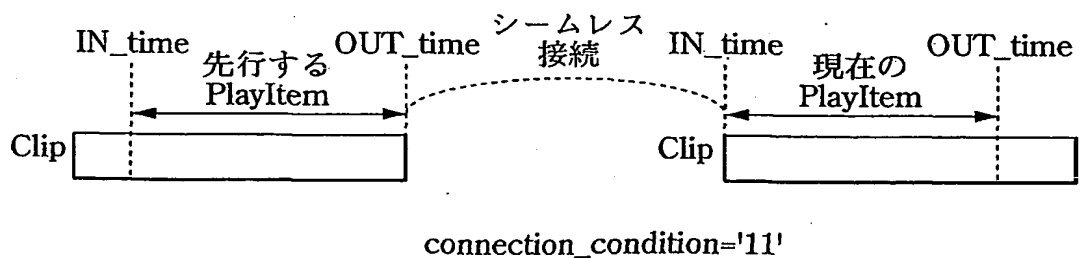 IN_time
OUT_time
シームレス
接続
IN_time
OUT_time
先行する
PlayItem
現在の
PlayItem
Clip
Clip
connection_condition='11'